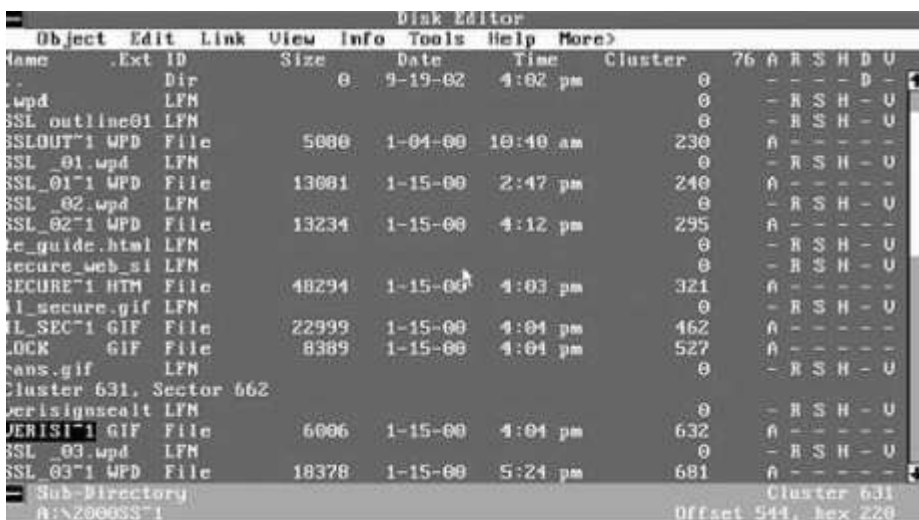 Disk Editor
Object Edit Link View Info Tools Help More>
Name .Ext ID Size Date Time Cluster 76 A R S H D V
.. Dir 0 9-19-02 4:02 pm 0 - - - - D -
.wpd LFN 0 - R S H - V
SSL outline01 LFN 0 - R S H - V
SSLOUT~1 WPD File 5080 1-04-00 10:40 am 230 A - - - - -
SSL _01.wpd LFN 0 - R S H - V
SSL_01~1 WPD File 13081 1-15-00 2:47 pm 240 A - - - - -
SSL _02.wpd LFN 0 - R S H - V
SSL_02~1 WPD File 13234 1-15-00 4:12 pm 295 A - - - - -
te_guide.html LFN 0 - R S H - V
secure_web_si LFN 0 - R S H - V
SECURE~1 HTM File 48294 1-15-00 4:03 pm 321 A - - - - -
il_secure.gif LFN 0 - R S H - V
IL_SEC~1 GIF File 22999 1-15-00 4:04 pm 462 A - - - - -
LOCK GIF File 8389 1-15-00 4:04 pm 527 A - - - - -
rans.gif LFN 0 - R S H - V
Cluster 631, Sector 662
verisignsealt LFN 0 - R S H - V
VERISI~1 GIF File 6006 1-15-00 4:04 pm 632 A - - - - -
SSL _03.wpd LFN 0 - R S H - V
SSL_03~1 WPD File 18378 1-15-00 5:24 pm 681 A - - - - -
Sub-Directory Cluster 631
A:\2000SS~1 Offset 544, hex 220